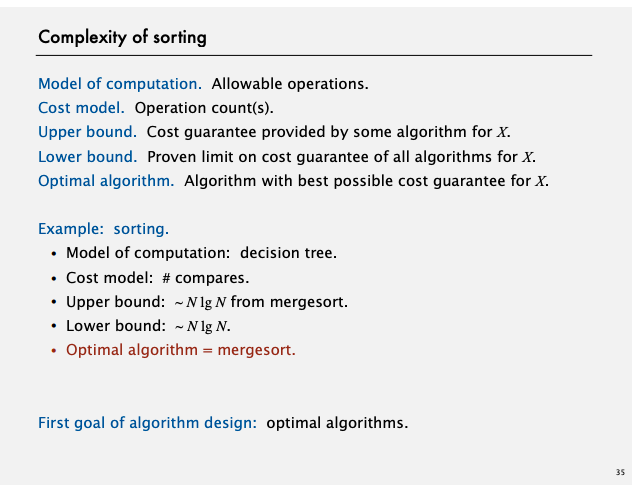 Complexity of sorting
Model of computation. Allowable operations.
Cost model. Operation count(s).
Upper bound. Cost guarantee provided by some algorithm for X.
Lower bound. Proven limit on cost guarantee of all algorithms for X.
Optimal algorithm. Algorithm with best possible cost guarantee for X.
Example: sorting.
• Model of computation: decision tree.
• Cost model: # compares.
• Upper bound: ~ N lg N from mergesort.
• Lower bound: ~ N lg N.
• Optimal algorithm = mergesort.
First goal of algorithm design: optimal algorithms.
35